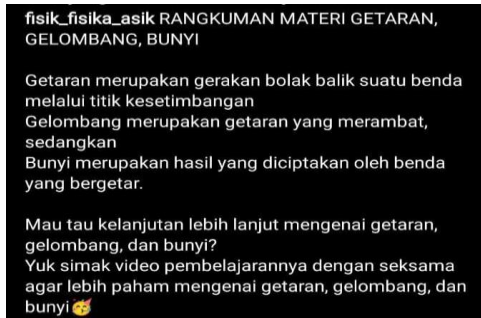 fisik_fisika_asik RANGKUMAN MATERI GETARAN,
GELOMBANG, BUNYI
Getaran merupakan gerakan bolak balik suatu benda
melalui titik kesetimbangan
Gelombang merupakan getaran yang merambat,
sedangkan
Bunyi merupakan hasil yang diciptakan oleh benda
yang bergetar.
Mau tau kelanjutan lebih lanjut mengenai getaran,
gelombang, dan bunyi?
Yuk simak video pembelajarannya dengan seksama
agar lebih paham mengenai getaran, gelombang, dan
bunyi🥳